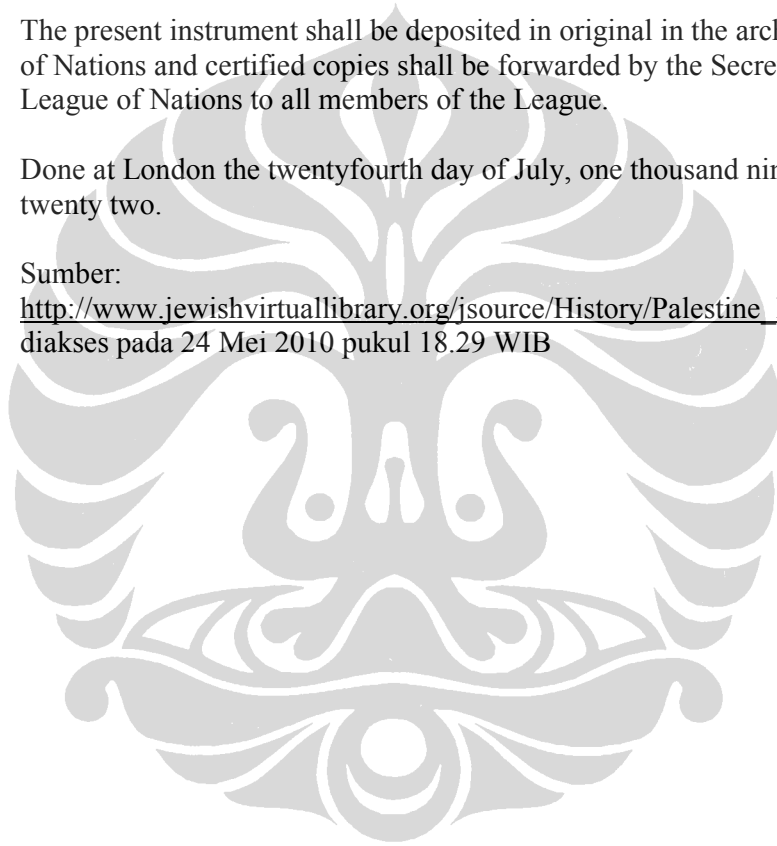 The present instrument shall be deposited in original in the
of Nations and certified copies shall be forwarded by the
League of Nations to all members of the League.
Done at London the twentyfourth day of July, one thousand
twenty two.
Sumber:
http://www.jewishvirtuallibrary.org/jsource/History/Palestine_
diakses pada 24 Mei 2010 pukul 18.29 WIB